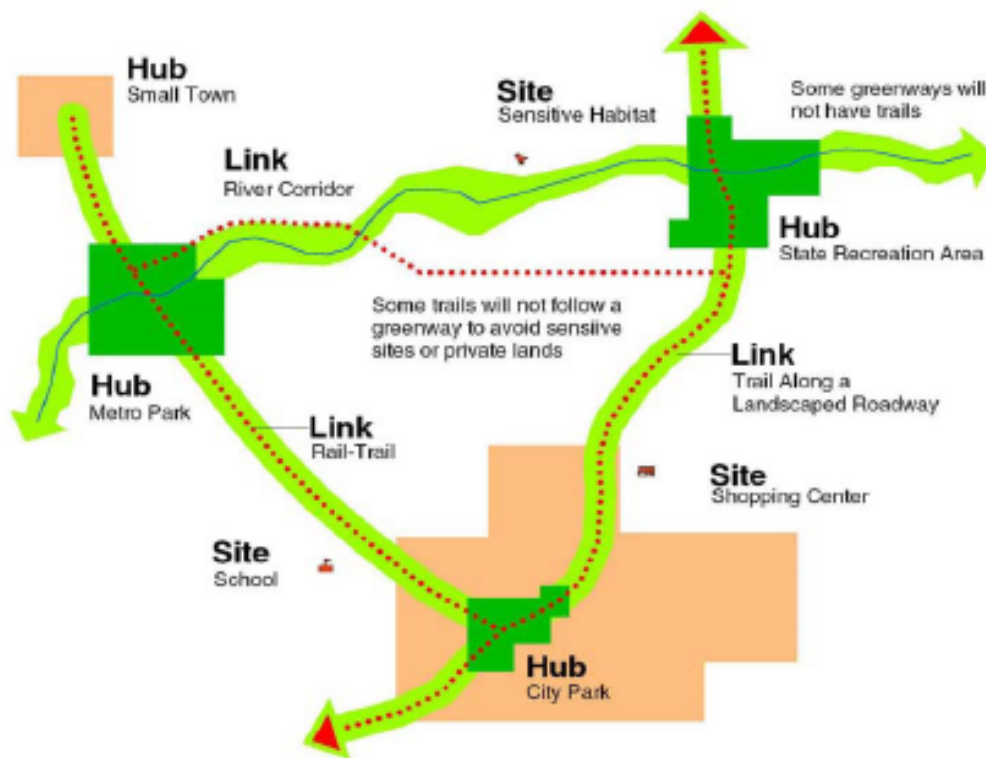 Hub
Small Town
Site
Sensitive Habitat
Some greenways will
not have trails
Link
River Corridor
Hub
State Recreation Area
Some trails will not follow a
greenway to avoid sensiive
sites or private lands
Link
Trail Along a
Landscaped Roadway
Hub
Metro Park
Link
Rail-Trail
Site
Shopping Center
Site
School
Hub
City Park